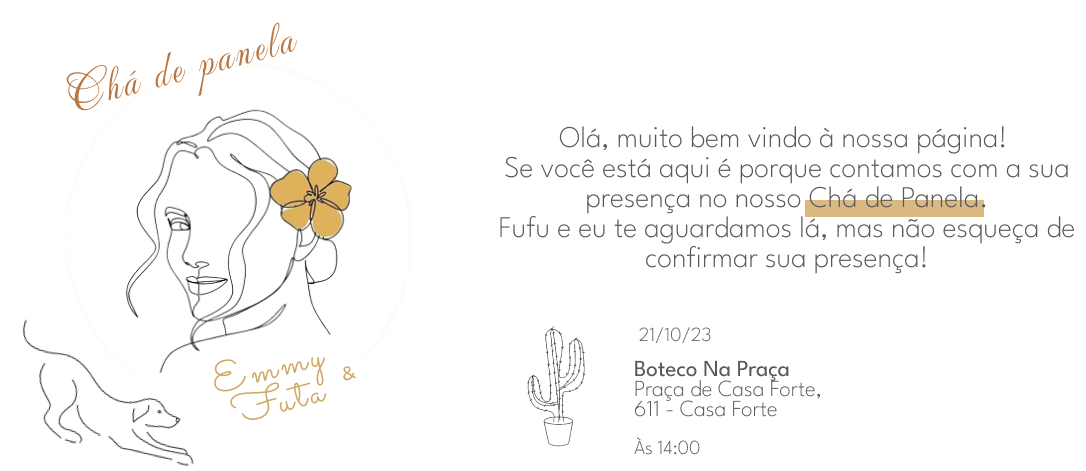 Chá de panela
Emmy &
Futa
Olá, muito bem vindo à nossa página!
Se você está aqui é porque contamos com a sua
presença no nosso Chá de Panela.
Fufu e eu te aguardamos lá, mas não esqueça de
confirmar sua presença!
21/10/23
Boteco Na Praça
Praça de Casa Forte,
611 - Casa Forte
Às 14:00